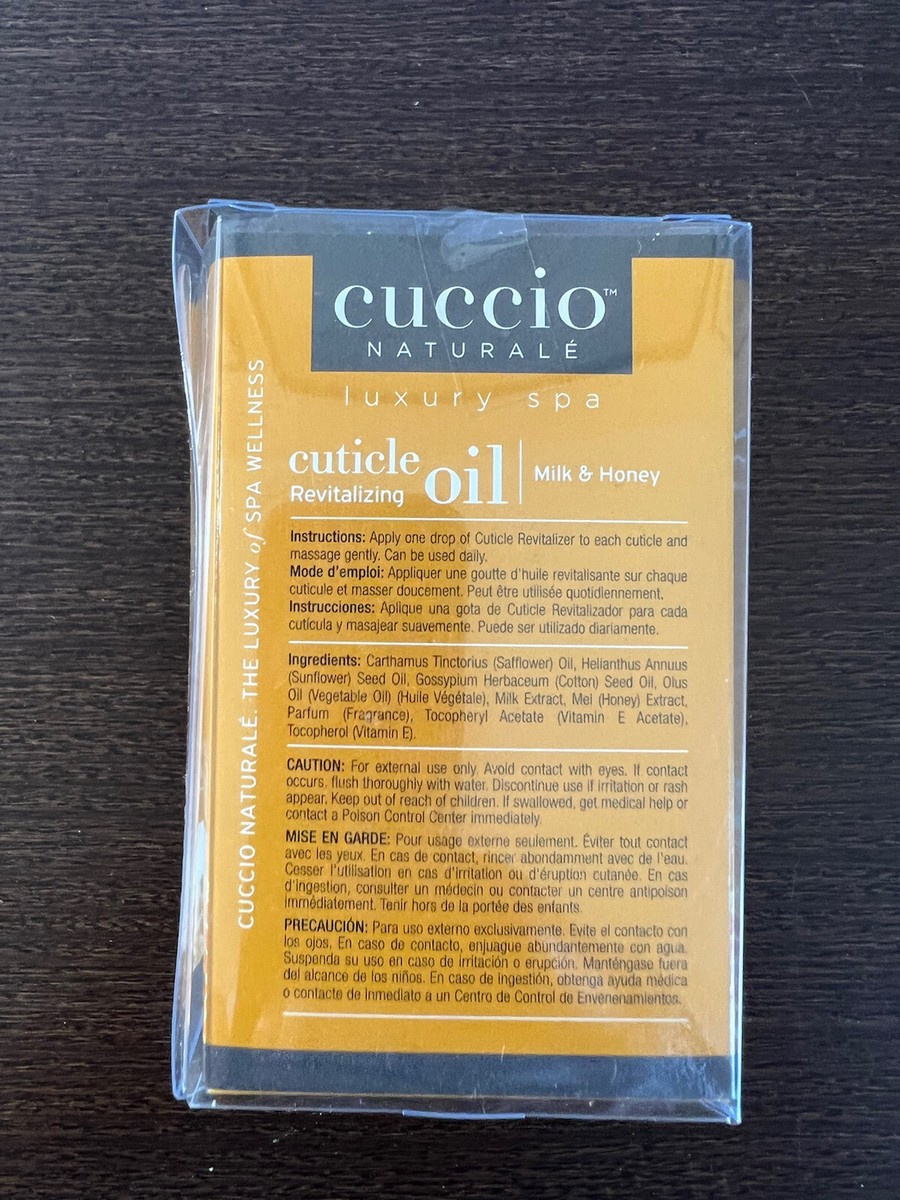 cuccio™
NATURALÉ
luxury spa
cuticle
Revitalizing
oil
Milk & Honey
Instructions: Apply one drop of Cuticle Revitalizer to each cuticle and
massage gently. Can be used daily.
Mode d'emploi: Appliquer une goutte d'huile revitalisante sur chaque
cuticule et masser doucement. Peut être utilisée quotidiennement.
Instrucciones: Aplique una gota de Cuticle Revitalizador para cada
cutícula y masajear suavemente. Puede ser utilizado diariamente.
Ingredients: Carthamus Tinctorius (Safflower) Oil, Helianthus Annuus
(Sunflower) Seed Oil, Gossypium Herbaceum (Cotton) Seed Oil, Olus
Oil (Vegetable Oil) (Huile Végétale), Milk Extract, Mel (Honey) Extract,
Parfum (Fragrance), Tocopheryl Acetate (Vitamin E Acetate),
Tocopherol (Vitamin E).
CAUTION: For external use only. Avoid contact with eyes. If contact
occurs, flush thoroughly with water. Discontinue use if irritation or rash
appear. Keep out of reach of children. If swallowed, get medical help or
contact a Poison Control Center immediately.
MISE EN GARDE: Pour usage externe seulement. Éviter tout contact
avec les yeux. En cas de contact, rincer abondamment avec de l'eau.
Cesser l'utilisation en cas d'irritation ou d'éruption cutanée. En cas
d'ingestion, consulter un médecin ou contacter un centre antipoison
immédiatement. Tenir hors de la portée des enfants.
PRECAUCIÓN: Para uso externo exclusivamente. Evite el contacto con
los ojos. En caso de contacto, enjuague abundantemente con agua.
Suspenda su uso en caso de irritación o erupción. Manténgase fuera
del alcance de los niños. En caso de ingestión, obtenga ayuda médica
o contacte de inmediato a un Centro de Control de Envenenamientos.
CUCCIO NATURALÉ. THE LUXURY of SPA WELLNESS